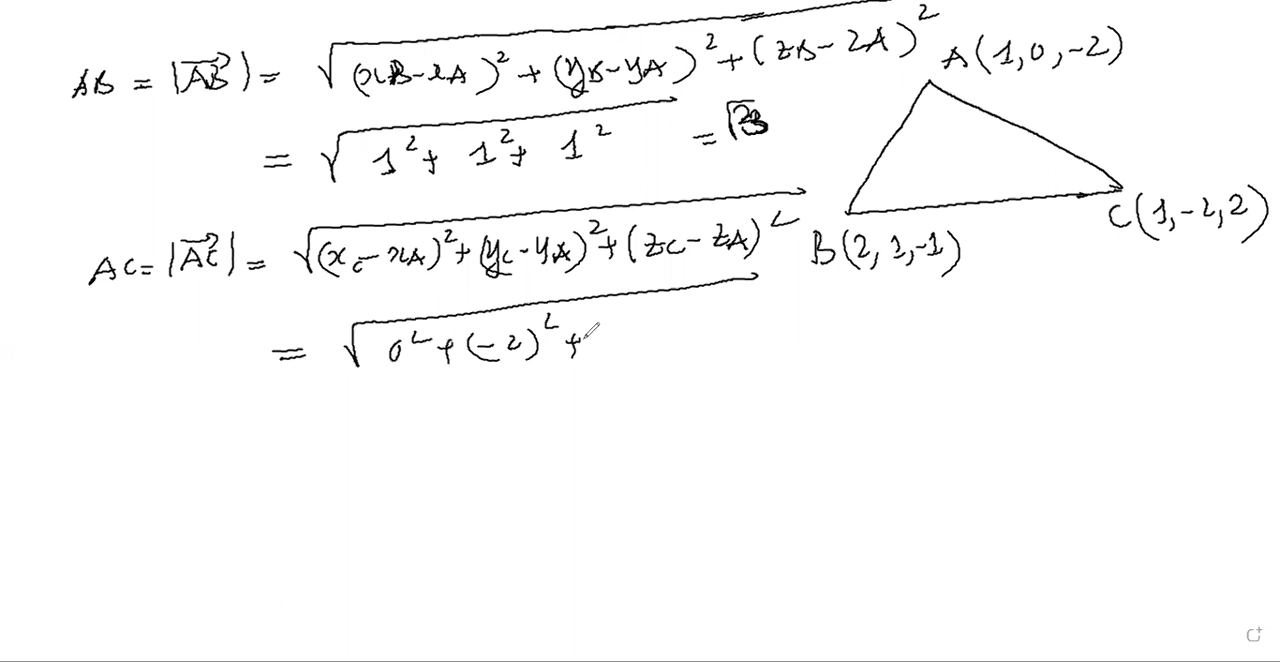 AB = |AB| = √(xB-xA)²+(yB-yA)²+(zB-zA)²
A(1,0,-2)
= √1²+1²+1² = √3
C(1,-2,2)
AC = |AC| = √(xC-xA)²+(yC-yA)²+(zC-zA)²
B(2,1,-1)
= √0²+(-2)²+